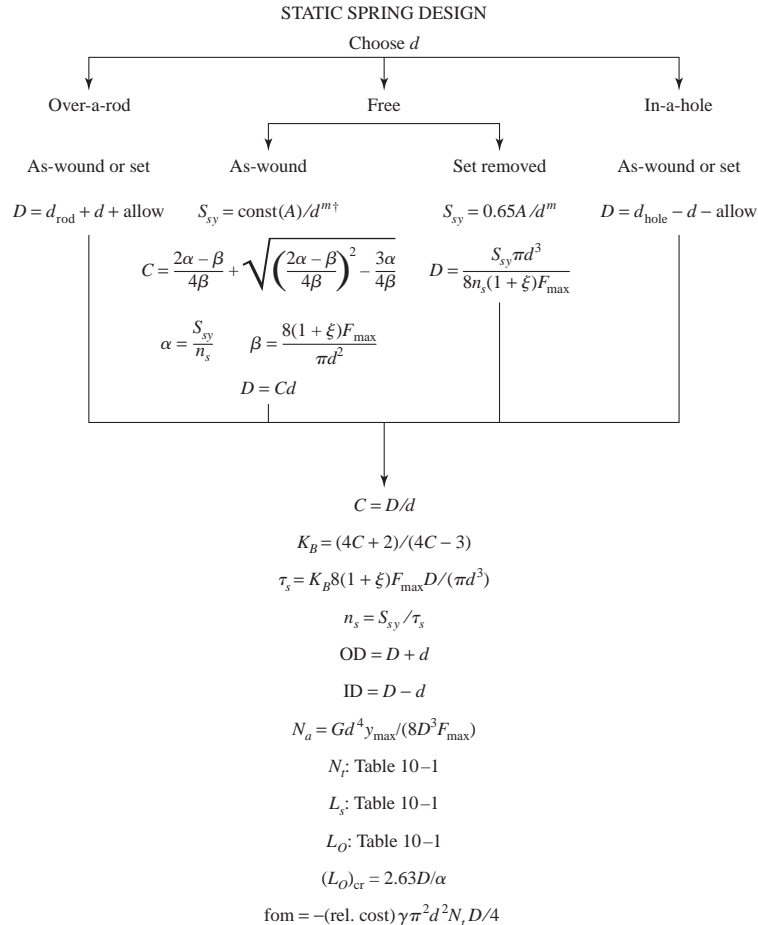 STATIC SPRING DESIGN
Choose d
Over-a-rod Free In-a-hole
As-wound or set As-wound Set removed As-wound or set
D = d_rod + d + allow S_sy = const(A)/d^m† S_sy = 0.65A/d^m D = d_hole − d − allow
C = (2α − β)/(4β) + √(((2α − β)/(4β))² − 3α/(4β)) D = S_sy πd³/(8n_s(1 + ξ)F_max)
α = S_sy/n_s β = 8(1 + ξ)F_max/(πd²)
D = Cd
C = D/d
K_B = (4C + 2)/(4C − 3)
τ_s = K_B8(1 + ξ)F_maxD/(πd³)
n_s = S_sy/τ_s
OD = D + d
ID = D − d
N_a = Gd⁴y_max/(8D³F_max)
N_t: Table 10–1
L_s: Table 10–1
L_O: Table 10–1
(L_O)_cr = 2.63D/α
fom = −(rel. cost)γπ²d²N_tD/4